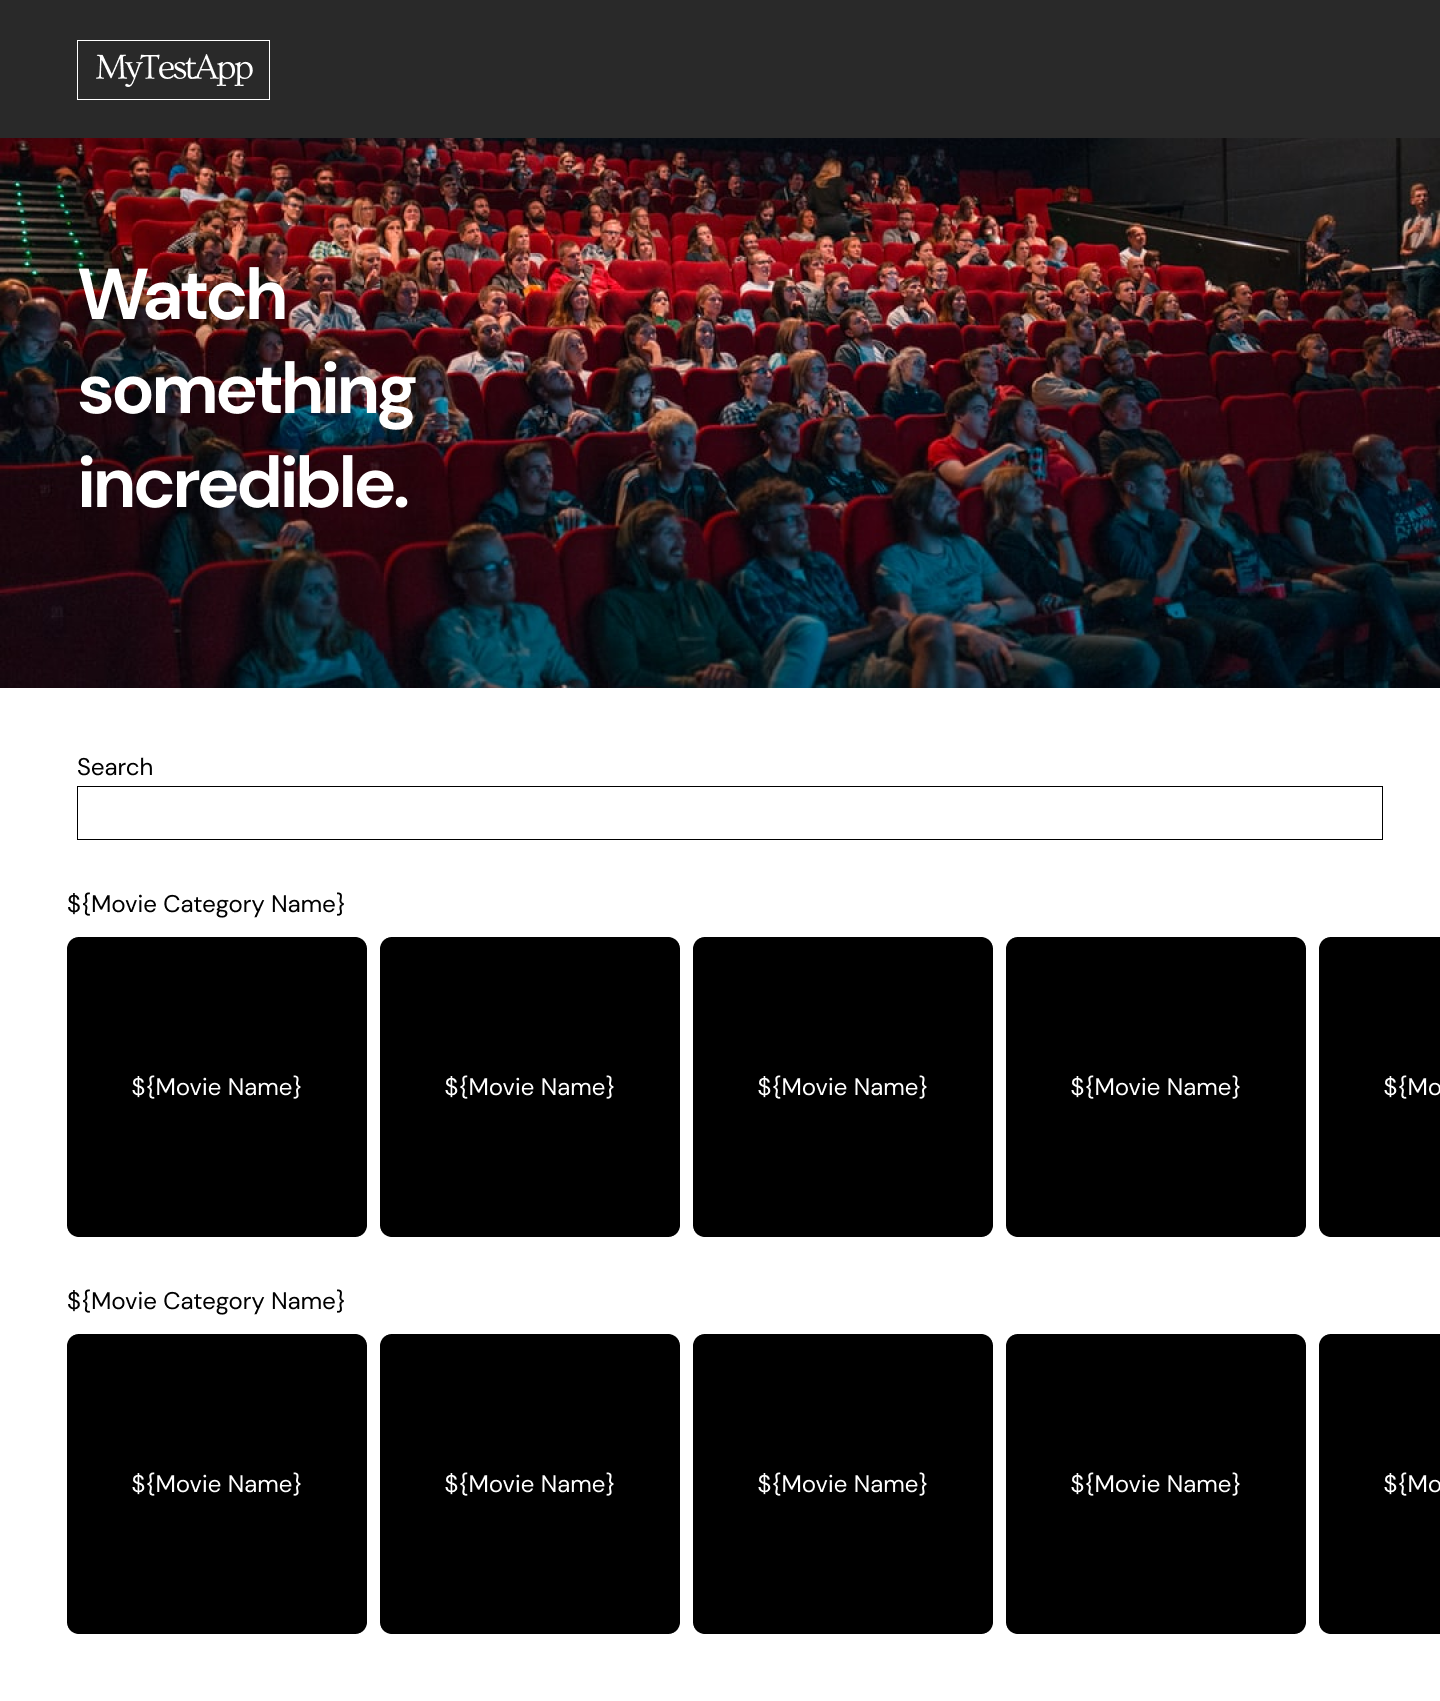 MyTestApp
Watch
something
incredible.
Search
${Movie Category Name}
${Movie Name} ${Movie Name} ${Movie Name} ${Movie Name} ${Mo
${Movie Category Name}
${Movie Name} ${Movie Name} ${Movie Name} ${Movie Name} ${Mo